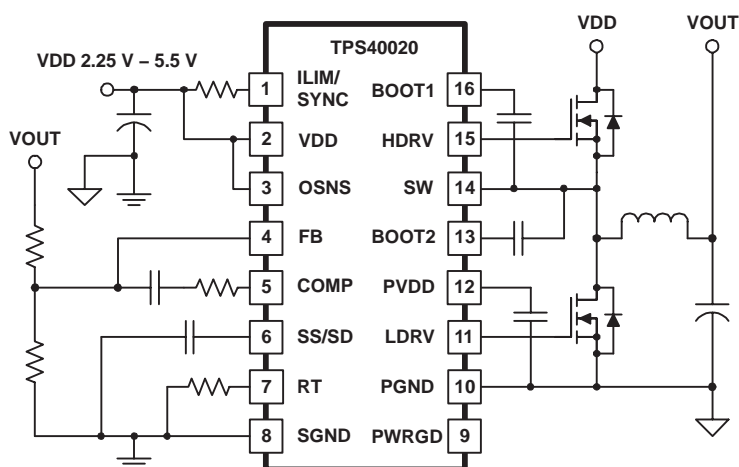 TPS40020
VDD
VOUT
VDD 2.25 V – 5.5 V
VOUT
1 ILIM/
SYNC
2 VDD
3 OSNS
4 FB
5 COMP
6 SS/SD
7 RT
8 SGND
BOOT1 16
HDRV 15
SW 14
BOOT2 13
PVDD 12
LDRV 11
PGND 10
PWRGD 9